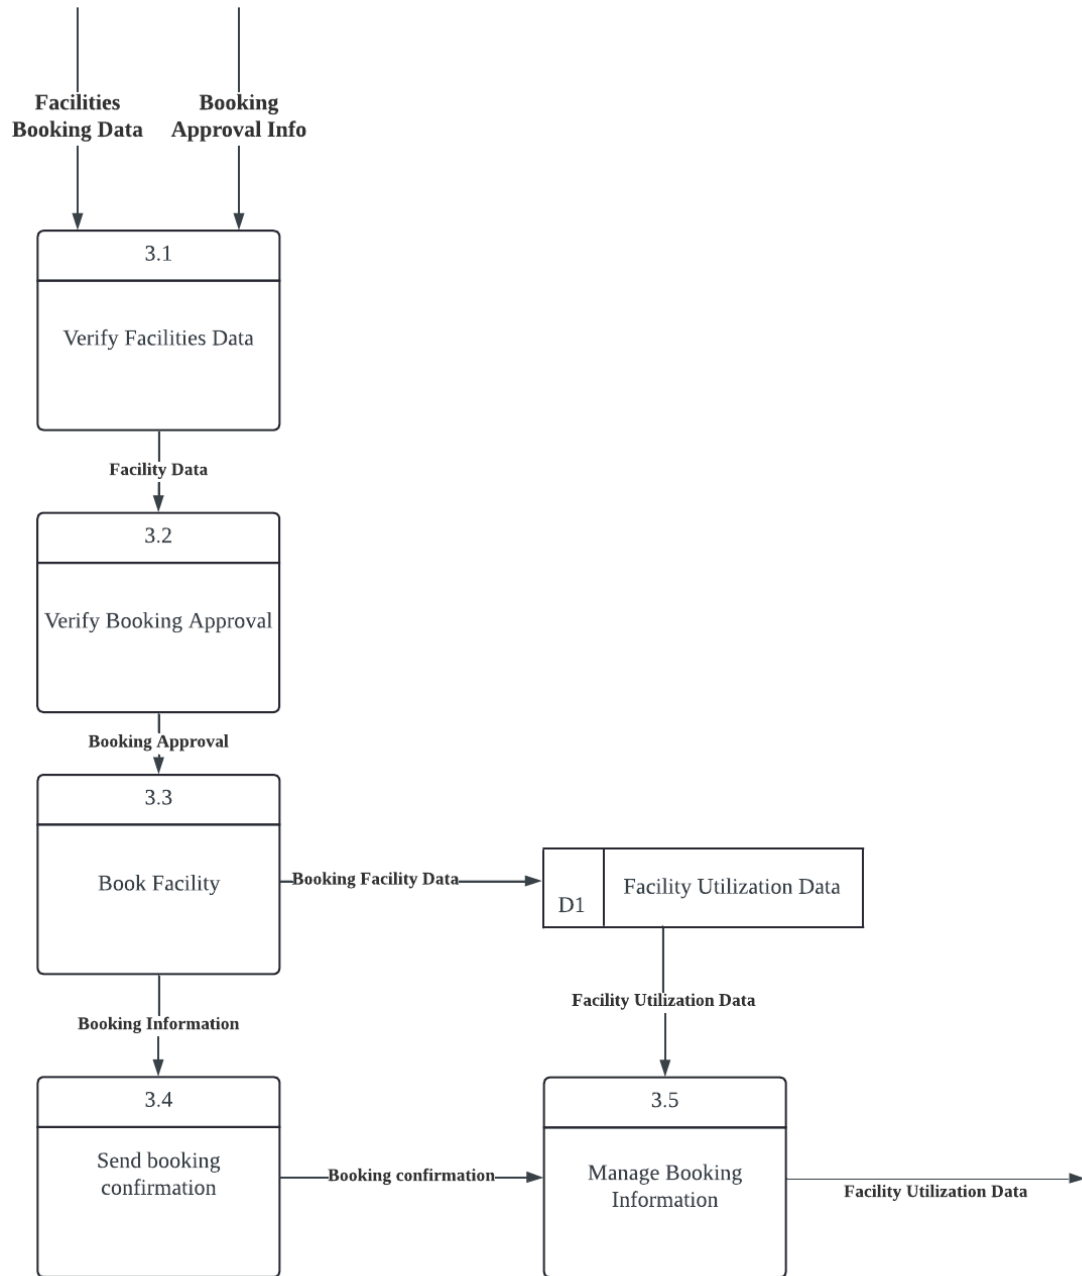 Facilities
Booking Data
Booking
Approval Info
3.1
Verify Facilities Data
Facility Data
3.2
Verify Booking Approval
Booking Approval
3.3
Book Facility
Booking Facility Data
D1
Facility Utilization Data
Booking Information
Facility Utilization Data
3.4
Send booking
confirmation
Booking confirmation
3.5
Manage Booking
Information
Facility Utilization Data